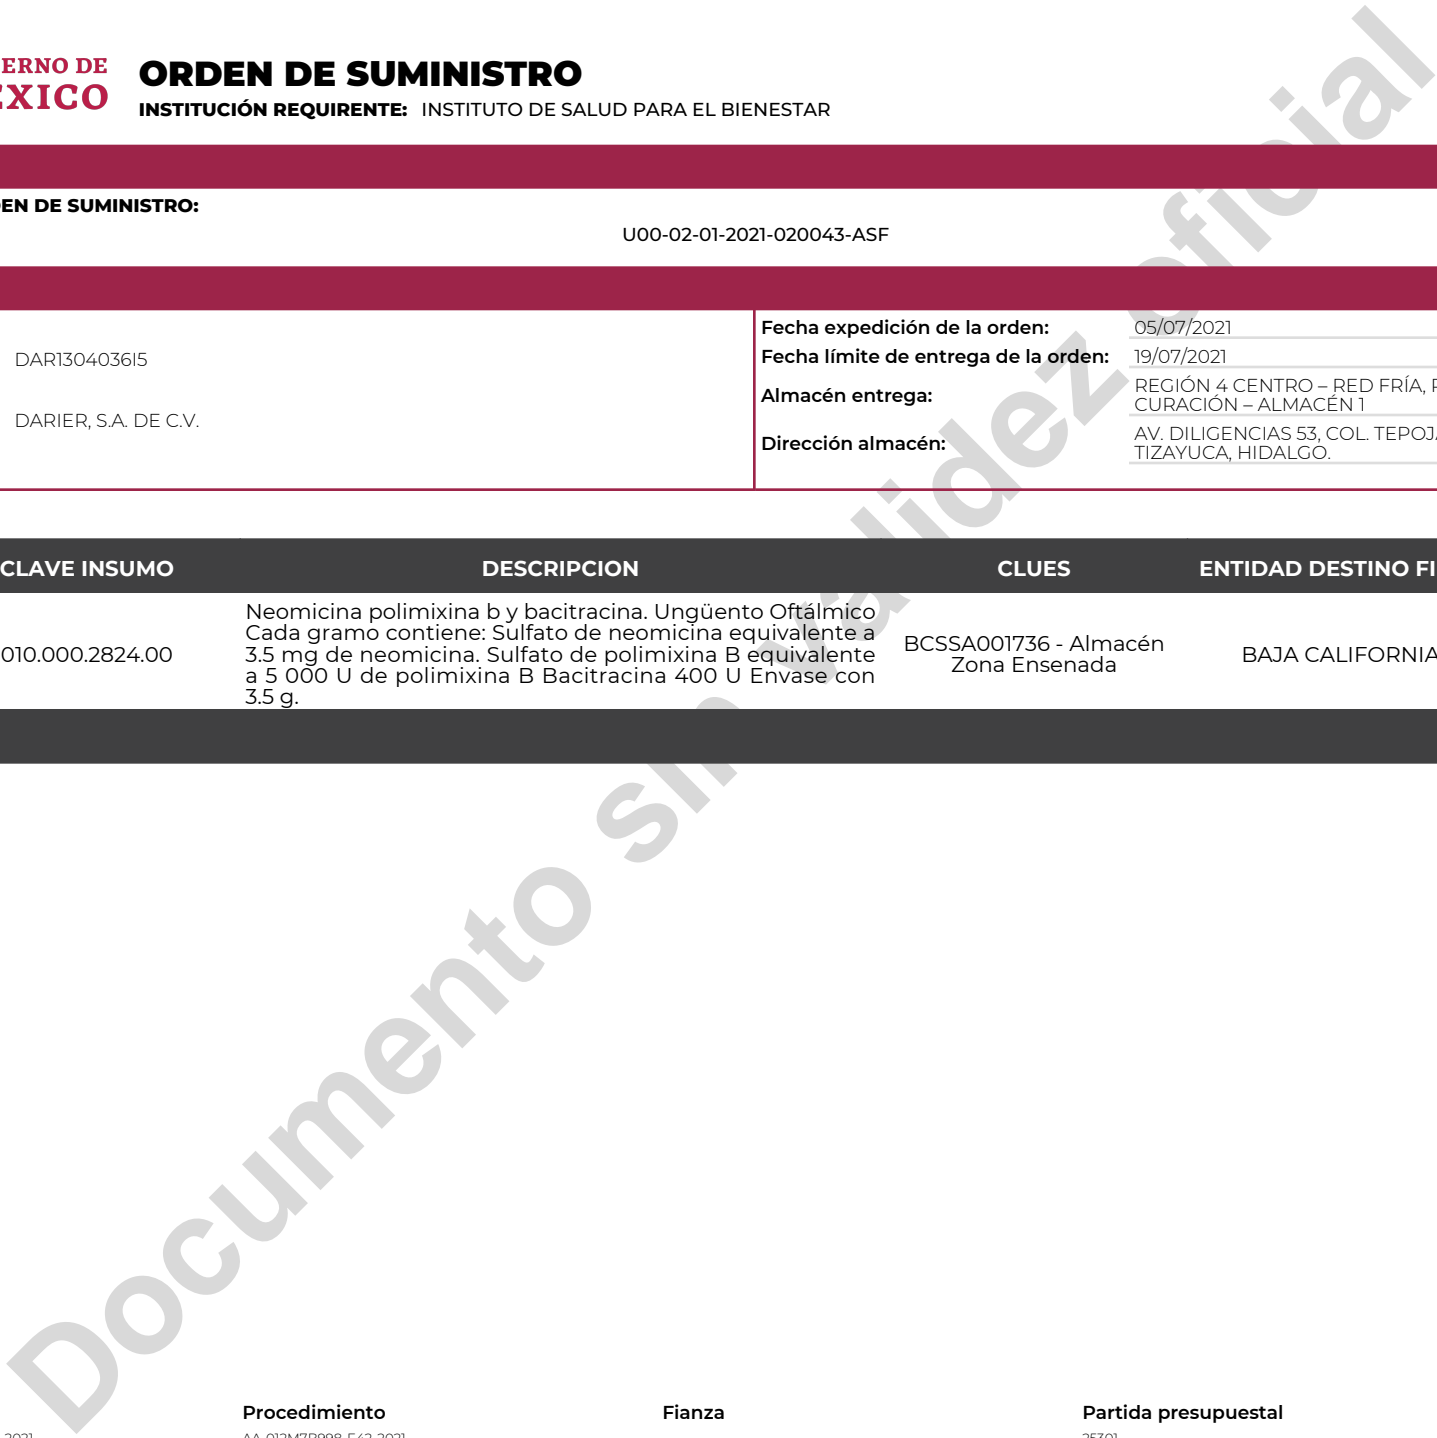 ERNO DE
ÉXICO
ORDEN DE SUMINISTRO
INSTITUCIÓN REQUIRENTE: INSTITUTO DE SALUD PARA EL BIENESTAR
EN DE SUMINISTRO:
U00-02-01-2021-020043-ASF
DAR1304036I5
DARIER, S.A. DE C.V.
Fecha expedición de la orden: 05/07/2021
Fecha límite de entrega de la orden: 19/07/2021
Almacén entrega: REGIÓN 4 CENTRO – RED FRÍA,
CURACIÓN – ALMACÉN 1
Dirección almacén: AV. DILIGENCIAS 53, COL. TEPOJ
TIZAYUCA, HIDALGO.
CLAVE INSUMO DESCRIPCION CLUES ENTIDAD DESTINO FI
010.000.2824.00
Neomicina polimixina b y bacitracina. Ungüento Oftálmico
Cada gramo contiene: Sulfato de neomicina equivalente a
3.5 mg de neomicina. Sulfato de polimixina B equivalente
a 5 000 U de polimixina B Bacitracina 400 U Envase con
3.5 g.
BCSSA001736 - Almacén
Zona Ensenada
BAJA CALIFORNIA
Documento sin validez oficial
Procedimiento Fianza Partida presupuestal